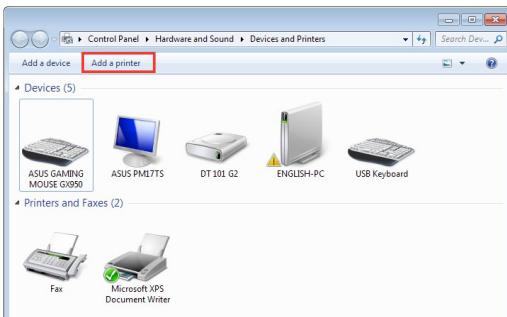 Control Panel ▸ Hardware and Sound ▸ Devices and Printers
Search Dev...
Add a device
Add a printer
Devices (5)
ASUS GAMING
MOUSE GX950
ASUS PM17TS
DT 101 G2
ENGLISH-PC
USB Keyboard
Printers and Faxes (2)
Fax
Microsoft XPS
Document Writer